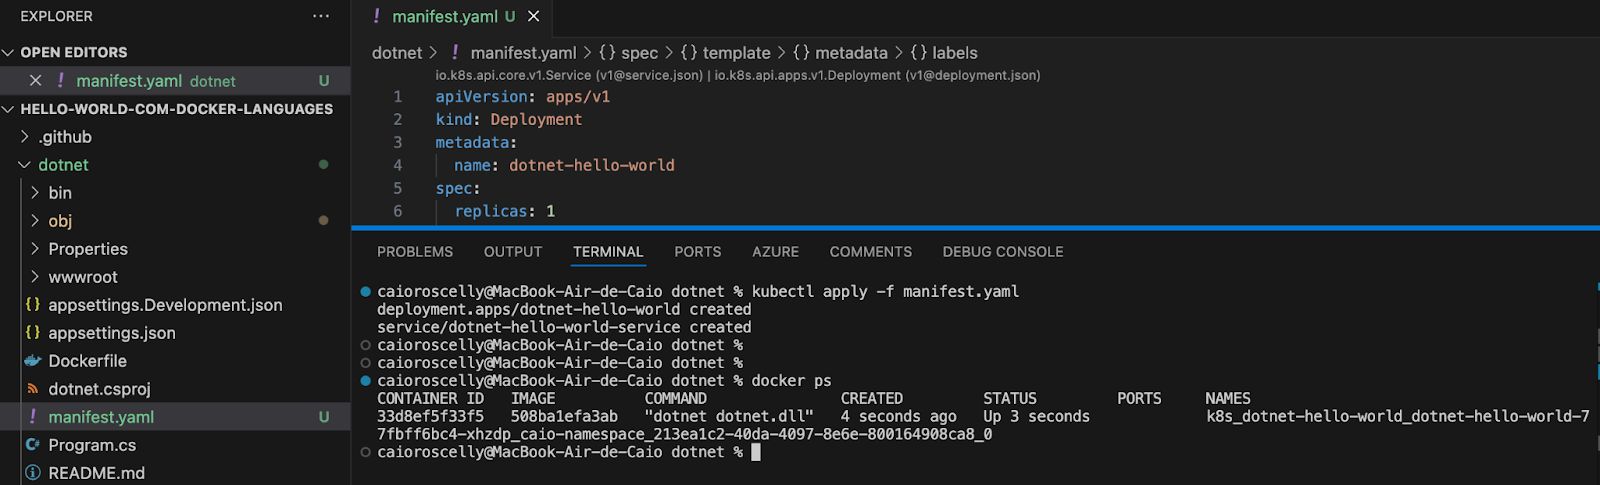 EXPLORER ···
OPEN EDITORS
! manifest.yaml dotnet U
HELLO-WORLD-COM-DOCKER-LANGUAGES
.github
dotnet
bin
obj
Properties
wwwroot
{} appsettings.Development.json
{} appsettings.json
Dockerfile
dotnet.csproj
! manifest.yaml U
C# Program.cs
README.md
! manifest.yaml U
dotnet > ! manifest.yaml > {} spec > {} template > {} metadata > {} labels
io.k8s.api.core.v1.Service (v1@service.json) | io.k8s.api.apps.v1.Deployment (v1@deployment.json)
1 apiVersion: apps/v1
2 kind: Deployment
3 metadata:
4 name: dotnet-hello-world
5 spec:
6 replicas: 1
PROBLEMS OUTPUT TERMINAL PORTS AZURE COMMENTS DEBUG CONSOLE
caioroscelly@MacBook-Air-de-Caio dotnet % kubectl apply -f manifest.yaml
deployment.apps/dotnet-hello-world created
service/dotnet-hello-world-service created
caioroscelly@MacBook-Air-de-Caio dotnet %
caioroscelly@MacBook-Air-de-Caio dotnet %
caioroscelly@MacBook-Air-de-Caio dotnet % docker ps
CONTAINER ID IMAGE COMMAND CREATED STATUS PORTS NAMES
33d8ef5f33f5 508ba1efa3ab "dotnet dotnet.dll" 4 seconds ago Up 3 seconds k8s_dotnet-hello-world_dotnet-hello-world-7
7fbff6bc4-xhzdp_caio-namespace_213ea1c2-40da-4097-8e6e-800164908ca8_0
caioroscelly@MacBook-Air-de-Caio dotnet %